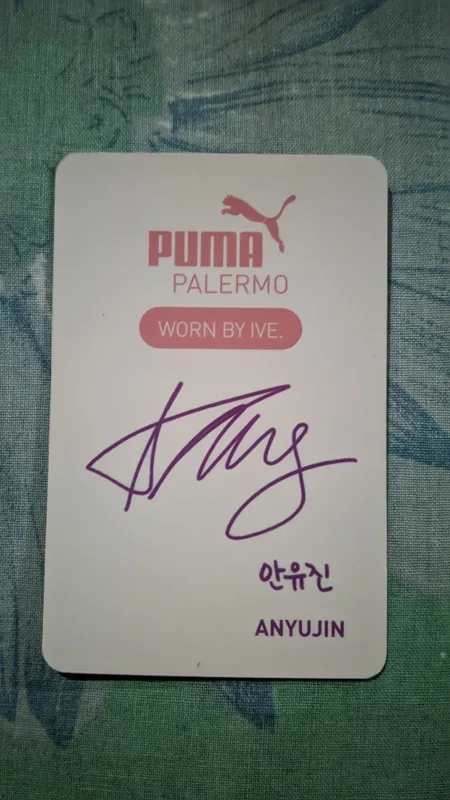 PUMA
PALERMO
WORN BY IVE.
안유진
ANYUJIN